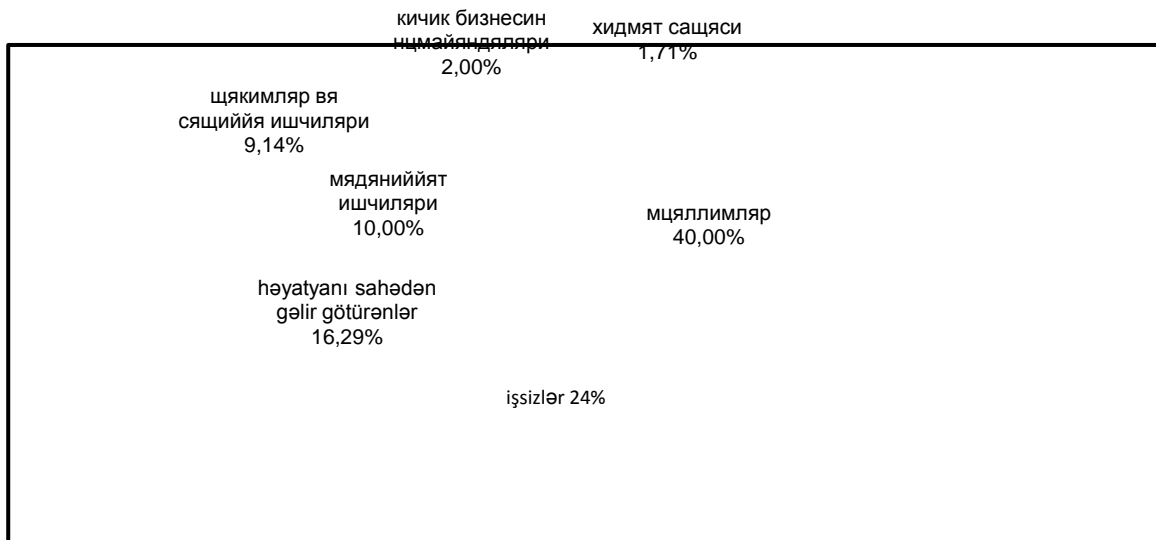 кичик бизнесин
нцмайяндяляри
2,00%
хидмят сащяси
1,71%
щякимляр вя
сящиййя ишчиляри
9,14%
мядяниййят
ишчиляри
10,00%
мцяллимляр
40,00%
həyatyanı sahədən
gəlir götürənlər
16,29%
işsizlər 24%